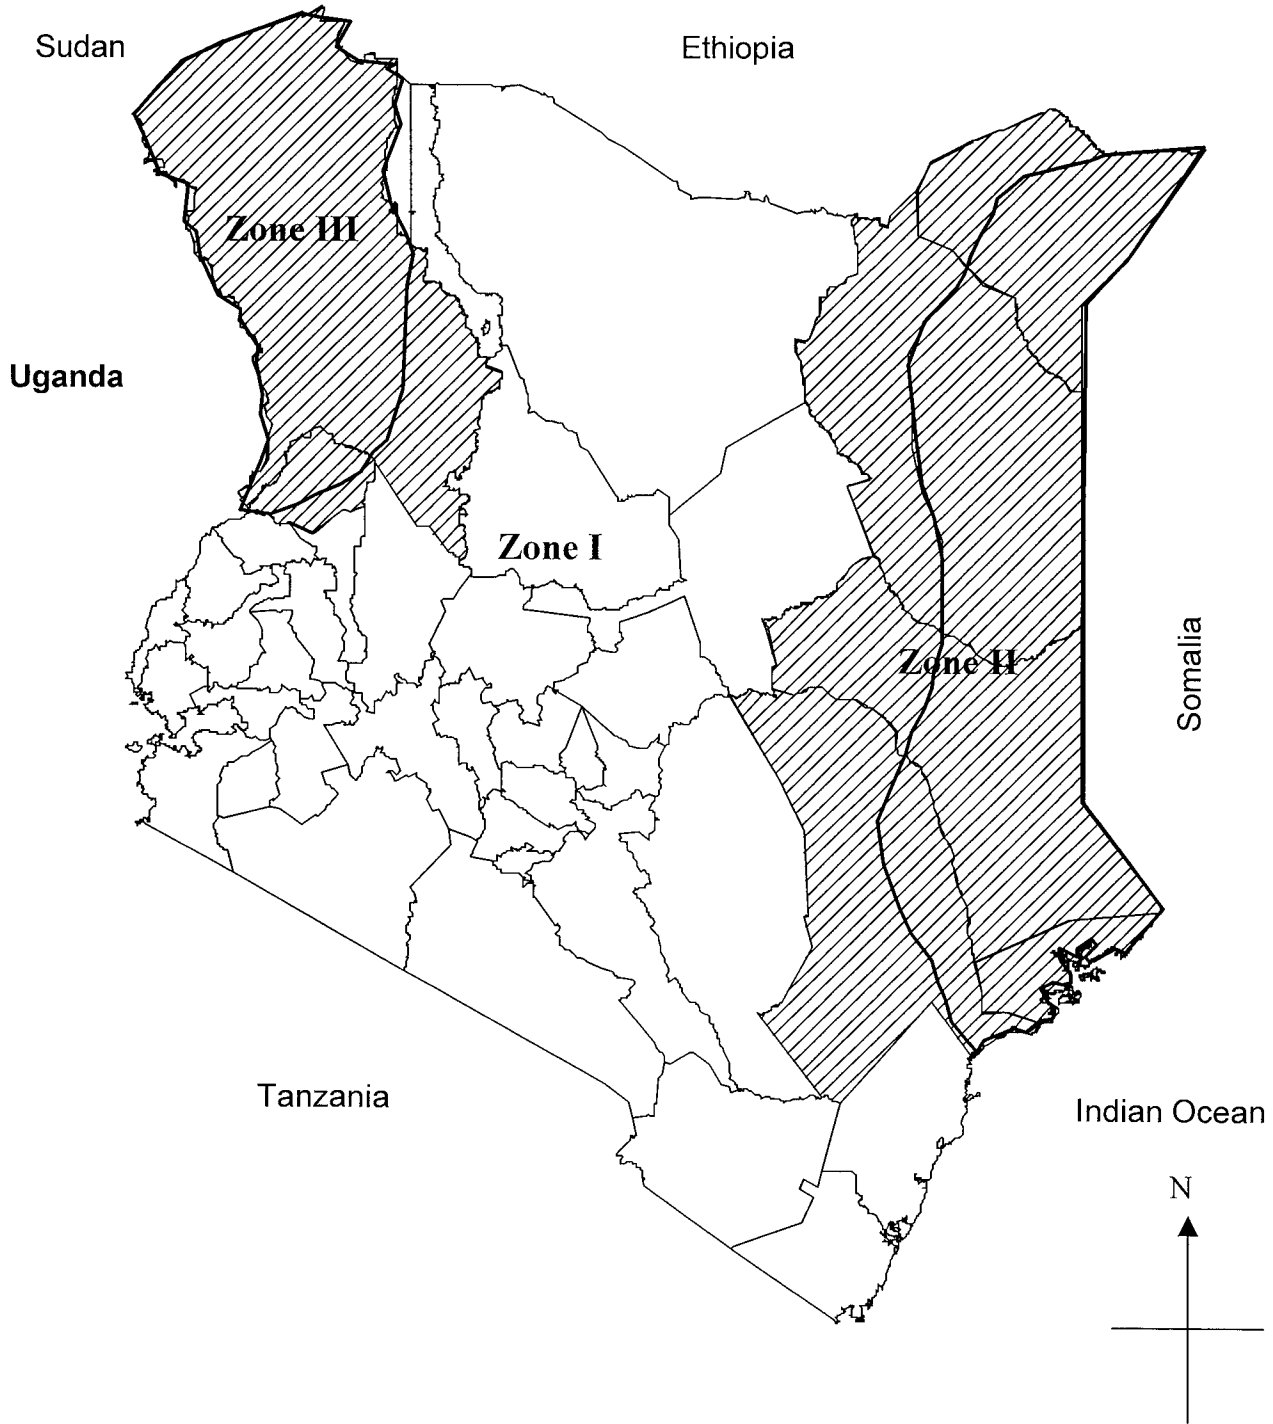 Sudan
Ethiopia
Zone III
Uganda
Zone I
Zone II
Somalia
Tanzania
Indian Ocean
N